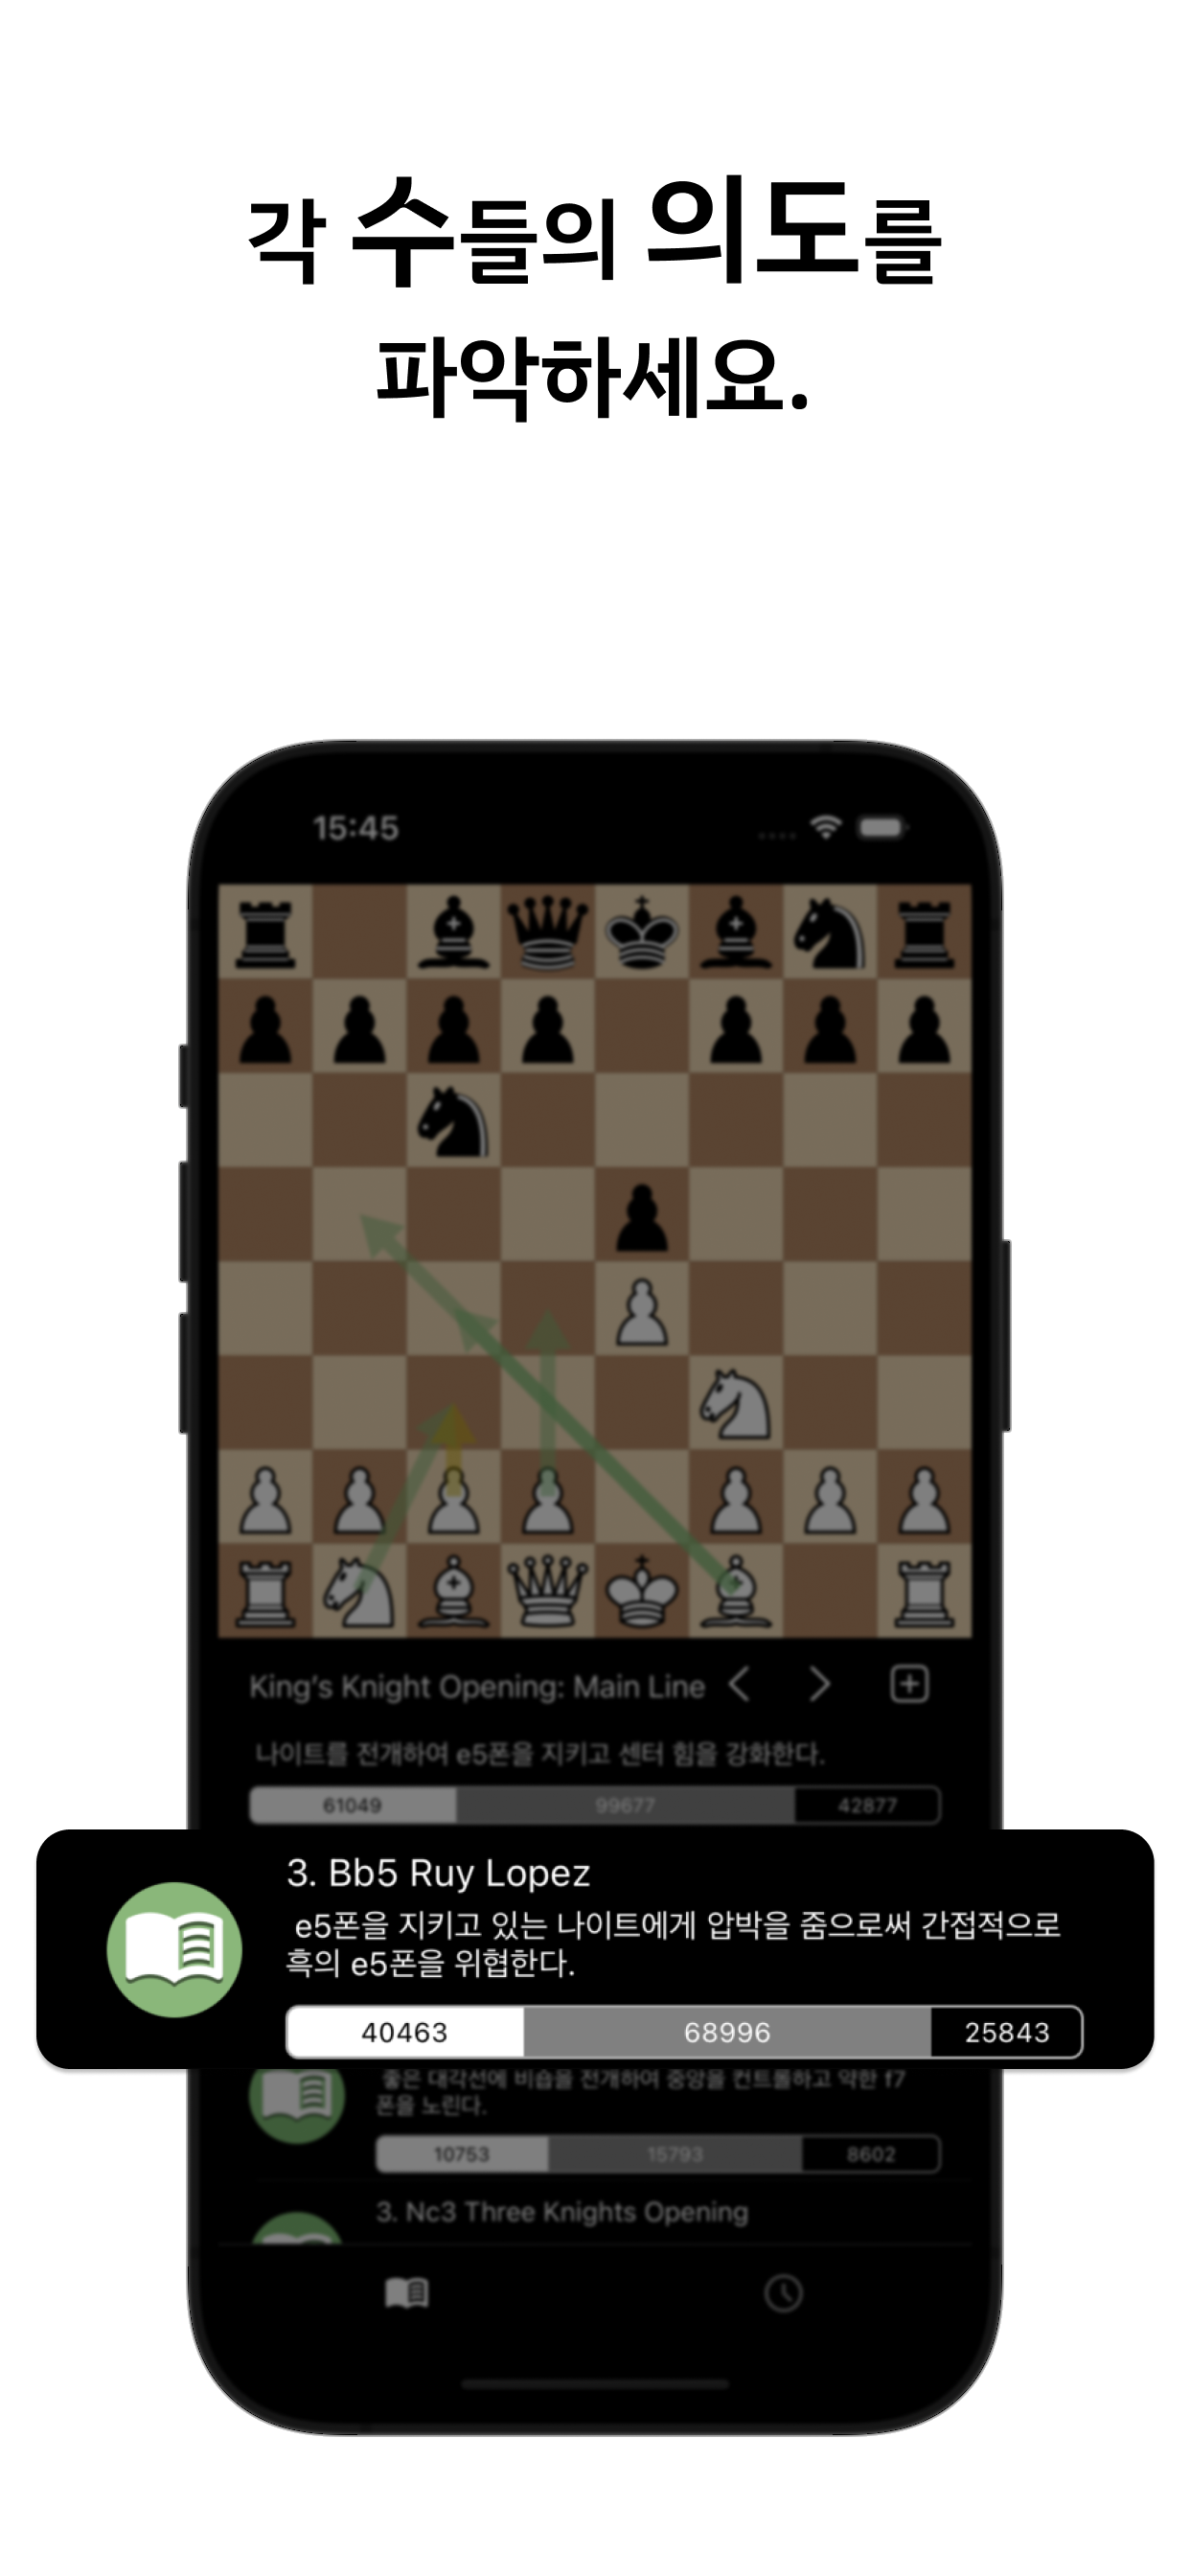 각 수들의 의도를
파악하세요.
15:45
King's Knight Opening: Main Line
나이트를 전개하여 e5폰을 지키고 센터 힘을 강화한다.
61049 99677 42877
3. Bb5 Ruy Lopez
e5폰을 지키고 있는 나이트에게 압박을 줌으로써 간접적으로
흑의 e5폰을 위협한다.
40463 68996 25843
좋은 대각선에 비숍을 전개하여 중앙을 컨트롤하고 약한 f7
폰을 노린다.
10753 15793 8602
3. Nc3 Three Knights Opening